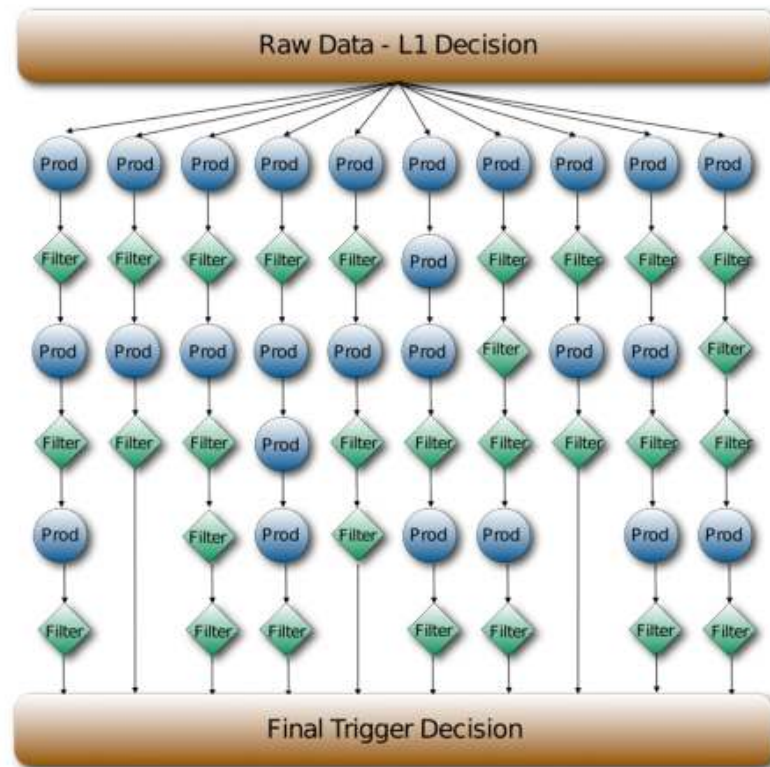 Raw Data - L1 Decision
Prod Prod Prod Prod Prod Prod Prod Prod Prod Prod
Filter Filter Filter Filter Filter Prod Filter Filter Filter Filter
Prod Prod Prod Prod Prod Prod Filter Prod Prod Filter
Filter Filter Filter Prod Filter Filter Filter Filter Filter Filter
Prod Filter Prod Filter Prod Prod Prod Prod
Filter Filter Filter Filter Filter Filter Filter
Final Trigger Decision